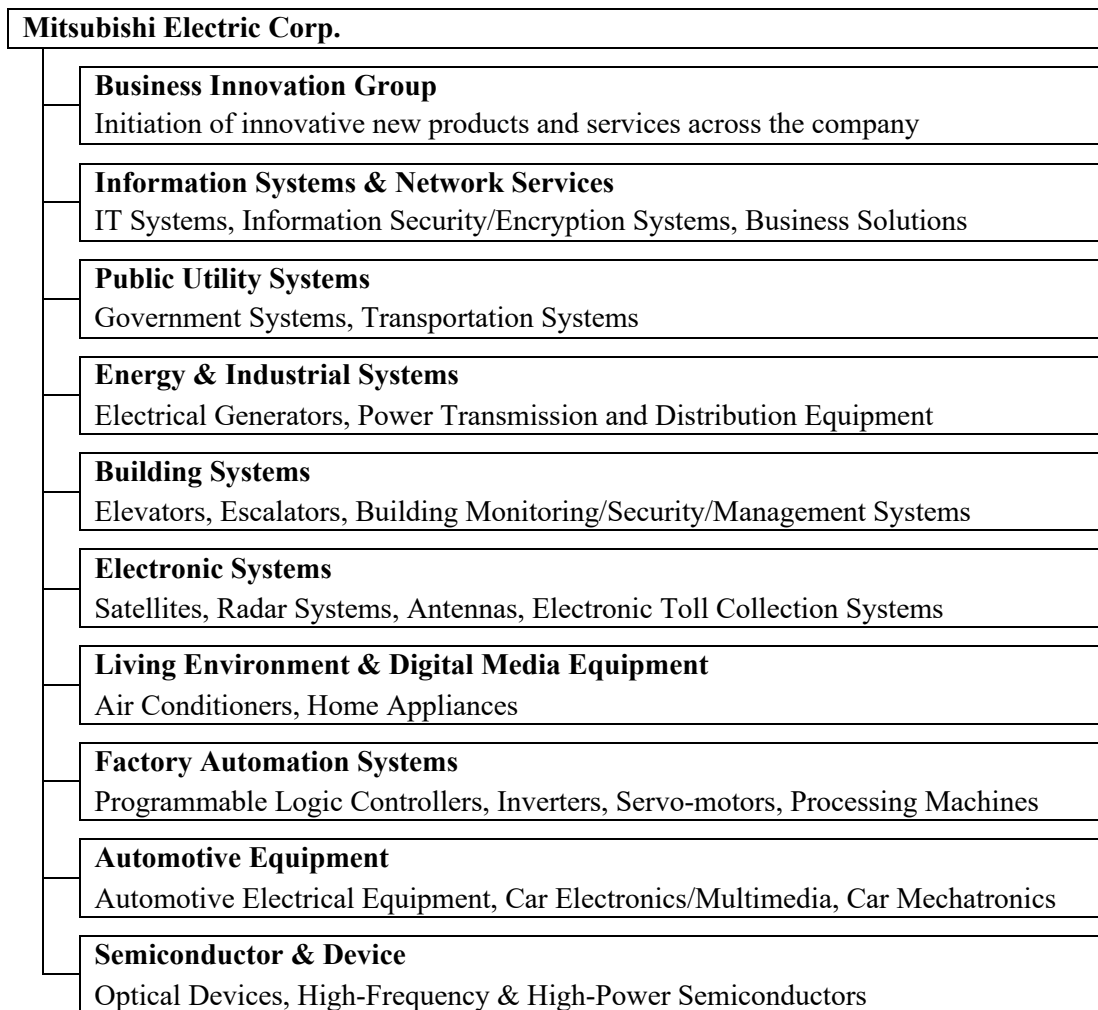 Mitsubishi Electric Corp.
Business Innovation Group
Initiation of innovative new products and services across the company
Information Systems & Network Services
IT Systems, Information Security/Encryption Systems, Business Solutions
Public Utility Systems
Government Systems, Transportation Systems
Energy & Industrial Systems
Electrical Generators, Power Transmission and Distribution Equipment
Building Systems
Elevators, Escalators, Building Monitoring/Security/Management Systems
Electronic Systems
Satellites, Radar Systems, Antennas, Electronic Toll Collection Systems
Living Environment & Digital Media Equipment
Air Conditioners, Home Appliances
Factory Automation Systems
Programmable Logic Controllers, Inverters, Servo-motors, Processing Machines
Automotive Equipment
Automotive Electrical Equipment, Car Electronics/Multimedia, Car Mechatronics
Semiconductor & Device
Optical Devices, High-Frequency & High-Power Semiconductors